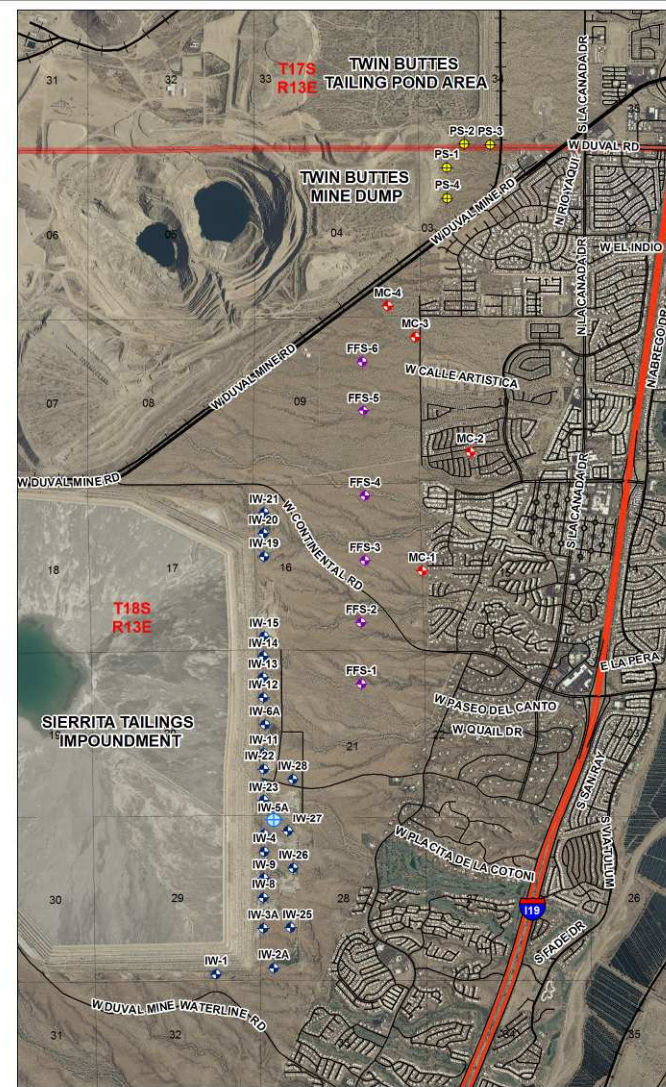 31
32
33
T17S
R13E
TWIN BUTTES
TAILING POND AREA
34
35
S LA CANADA DR
PS-2
PS-3
W DUVAL RD
PS-1
PS-4
TWIN BUTTES
MINE DUMP
N RIO YAQUI
W DUVAL MINE RD
06
05
04
03
W EL INDIO
N LA CANADA DR
N ABREGO DR
MC-4
MC-3
FFS-6
W CALLE ARTISTICA
W DUVAL MINE RD
07
08
09
FFS-5
MC-2
S LA CANADA DR
W DUVAL MINE RD
FFS-4
IW-21
IW-20
IW-19
W CONTINENTAL RD
FFS-3
MC-1
18
17
16
15
14
T18S
R13E
FFS-2
IW-15
IW-14
IW-13
IW-12
FFS-1
E LA PERA
W PASEO DEL CANTO
W QUAIL DR
IW-6A
SIERRITA TAILINGS
IMPOUNDMENT
19
20
21
22
23
IW-11
IW-22
IW-28
IW-23
IW-5A
IW-27
S SAN RAY
S VIA TULUM
IW-4
IW-26
W PLACITA DE LA COTONI
IW-9
IW-8
30
29
28
26
IW-3A
IW-25
I19
S FADE DR
IW-1
IW-2A
W DUVAL MINE WATERLINE RD
31
32
33
34
35